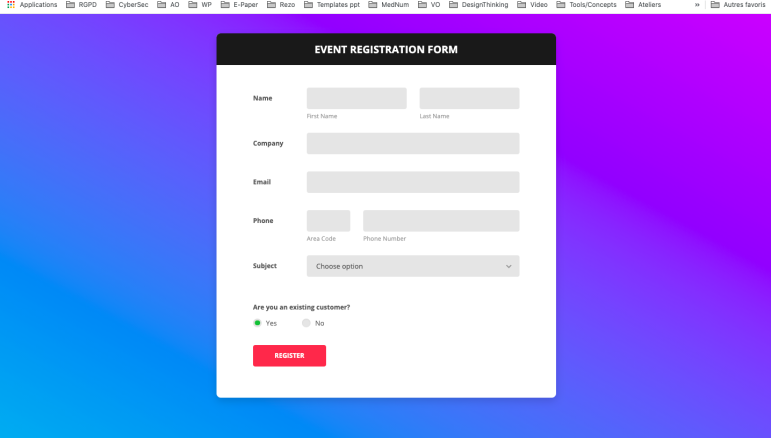 Applications RGPD CyberSec AO WP E-Paper Rezo Templates ppt MedNum VO DesignThinking Video Tools/Concepts Ateliers » Autres favoris
EVENT REGISTRATION FORM
Name
First Name Last Name
Company
Email
Phone
Area Code Phone Number
Subject Choose option
Are you an existing customer?
Yes No
REGISTER